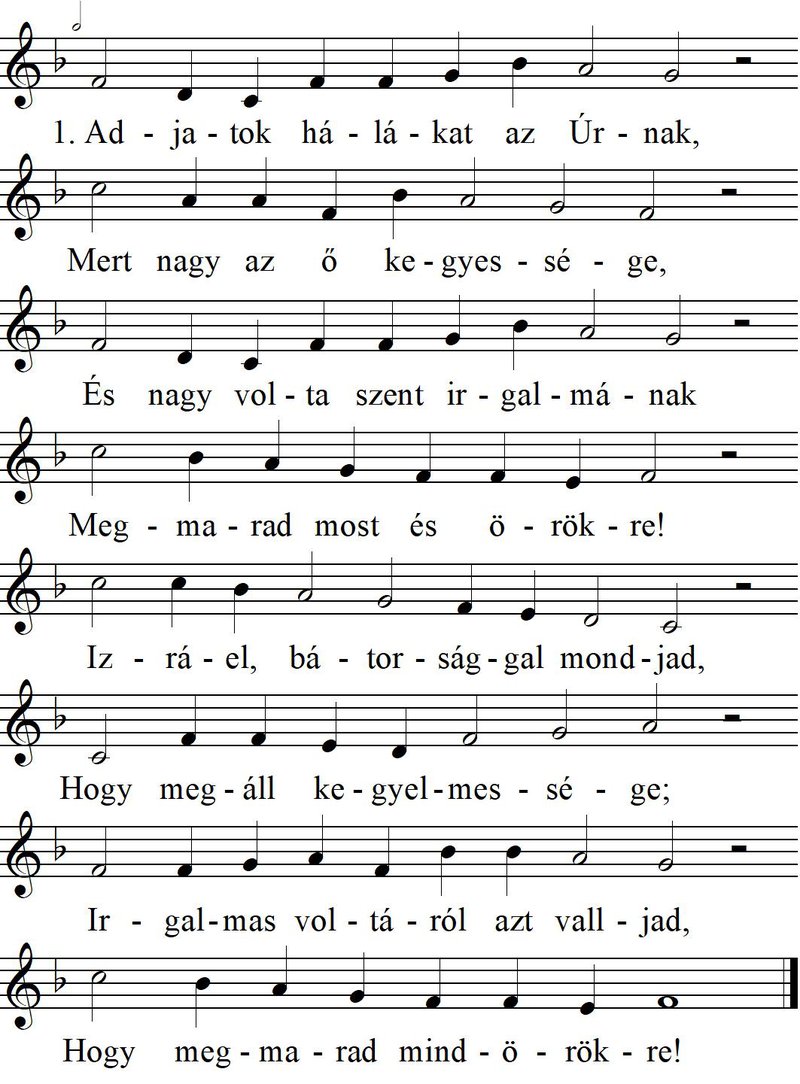 1. Ad - ja - tok há - lá - kat az Úr - nak,
Mert nagy az ő ke - gyes - sé - ge,
És nagy vol - ta szent ir - gal - má - nak
Meg - ma - rad most és ö - rök - re!
Iz - rá - el, bá - tor - ság - gal mond - jad,
Hogy meg - áll ke - gyel - mes - sé - ge;
Ir - gal - mas vol - tá - ról azt vall - jad,
Hogy meg - ma - rad mind - ö - rök - re!